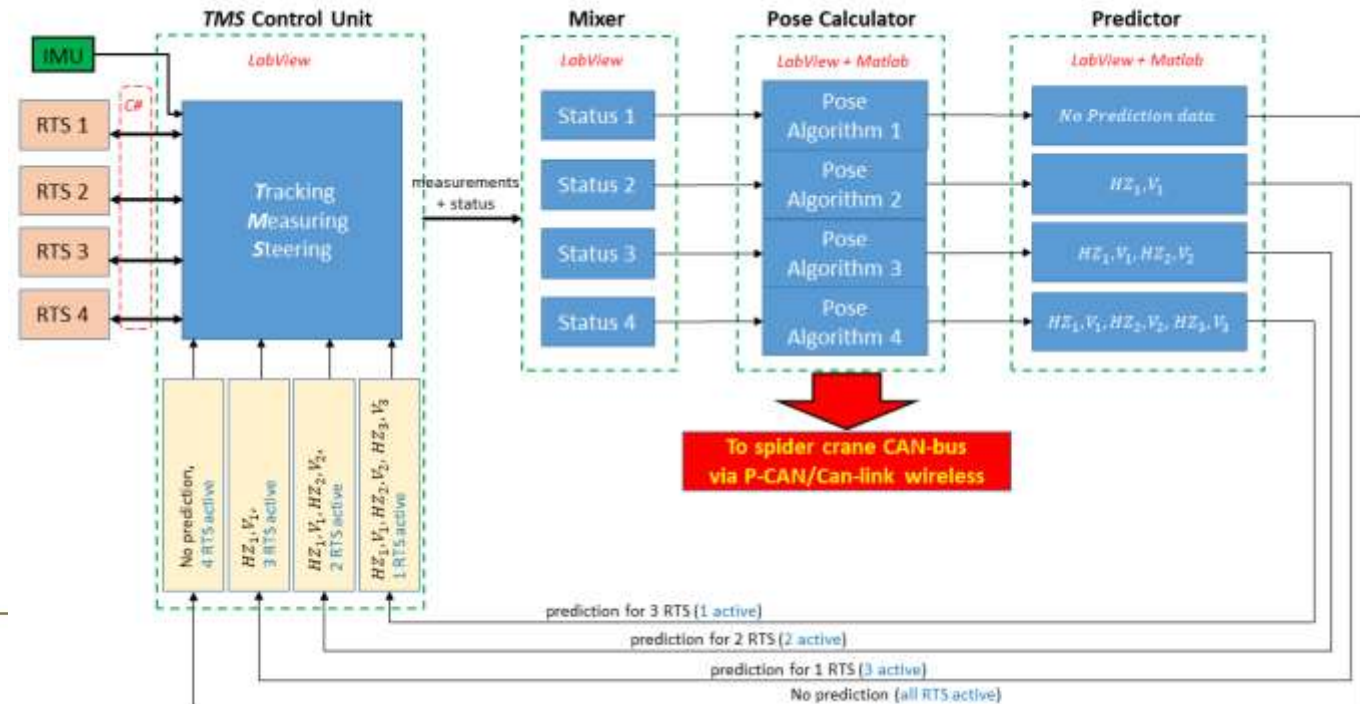 TMS Control Unit
Mixer
Pose Calculator
Predictor
IMU
LabView
LabView
LabView + Matlab
LabView + Matlab
C#
RTS 1
RTS 2
RTS 3
RTS 4
Tracking
Measuring
Steering
measurements
+ status
Status 1
Status 2
Status 3
Status 4
Pose
Algorithm 1
Pose
Algorithm 2
Pose
Algorithm 3
Pose
Algorithm 4
No Prediction data
HZ₁,V₁
HZ₁,V₁,HZ₂,V₂
HZ₁,V₁,HZ₂,V₂,HZ₃,V₃
To spider crane CAN-bus
via P-CAN/Can-link wireless
No prediction,
4 RTS active
HZ₁,V₁,
3 RTS active
HZ₁,V₁,HZ₂,V₂,
2 RTS active
HZ₁,V₁,HZ₂,V₂,HZ₃,V₃
1 RTS active
prediction for 3 RTS (1 active)
prediction for 2 RTS (2 active)
prediction for 1 RTS (3 active)
No prediction (all RTS active)